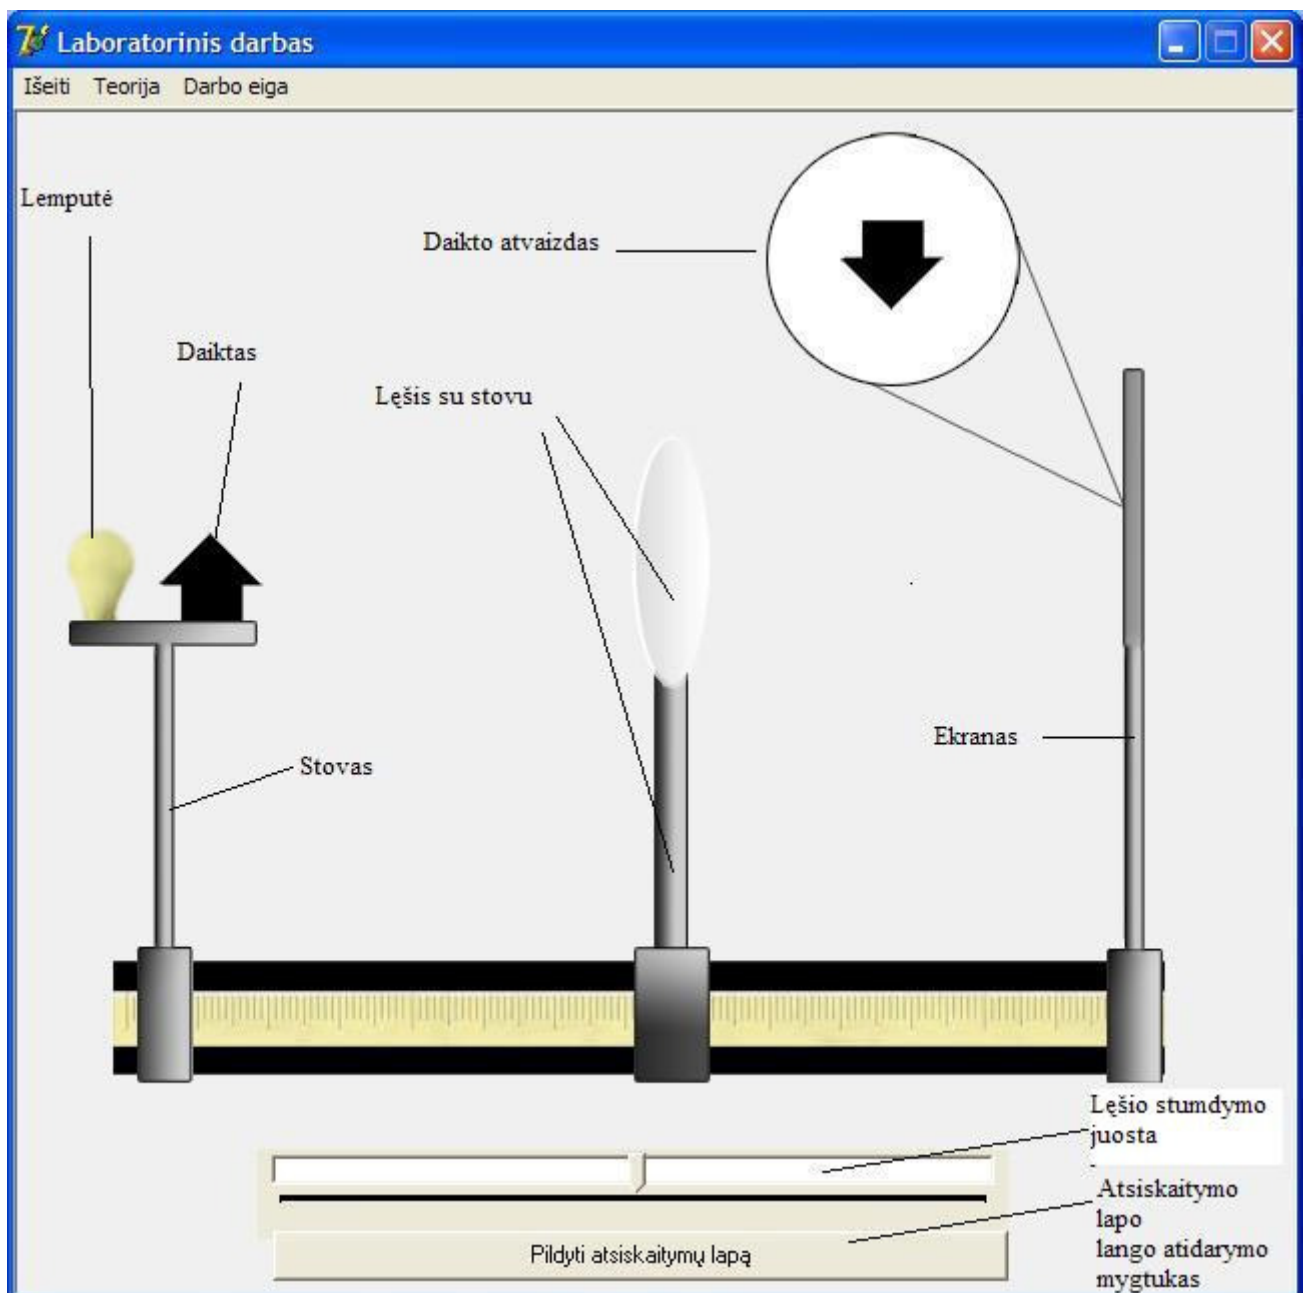 Laboratorinis darbas
Išeiti Teorija Darbo eiga
Lemputė
Daikto atvaizdas
Daiktas
Lęšis su stovu
Ekranas
Stovas
Lęšio stumdymo
juosta
Atsiskaitymo
lapo
lango atidarymo
mygtukas
Pildyti atsiskaitymų lapą